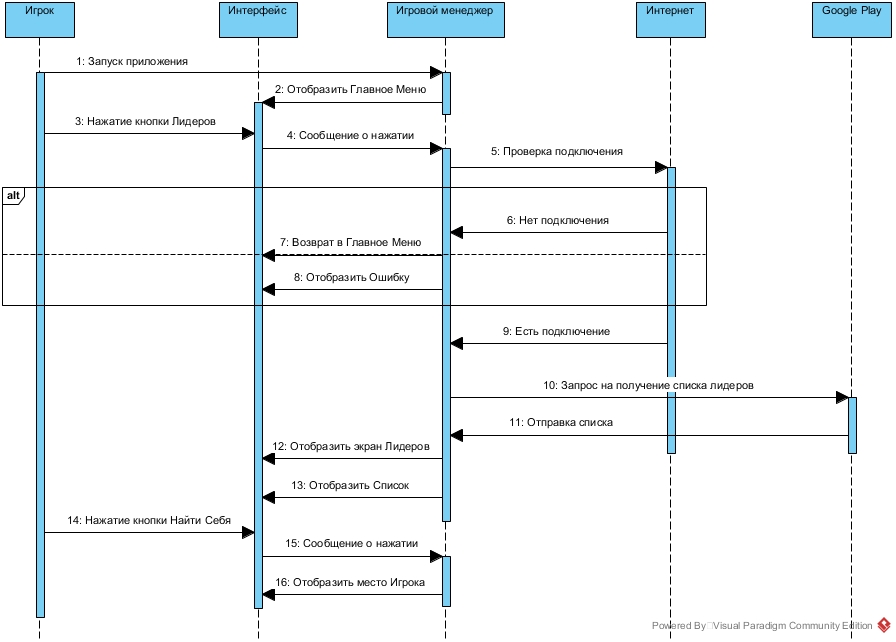 Игрок
Интерфейс
Игровой менеджер
Интернет
Google Play
1: Запуск приложения
2: Отобразить Главное Меню
3: Нажатие кнопки Лидеров
4: Сообщение о нажатии
5: Проверка подключения
alt
6: Нет подключения
7: Возврат в Главное Меню
8: Отобразить Ошибку
9: Есть подключение
10: Запрос на получение списка лидеров
11: Отправка списка
12: Отобразить экран Лидеров
13: Отобразить Список
14: Нажатие кнопки Найти Себя
15: Сообщение о нажатии
16: Отобразить место Игрока
Powered By Visual Paradigm Community Edition